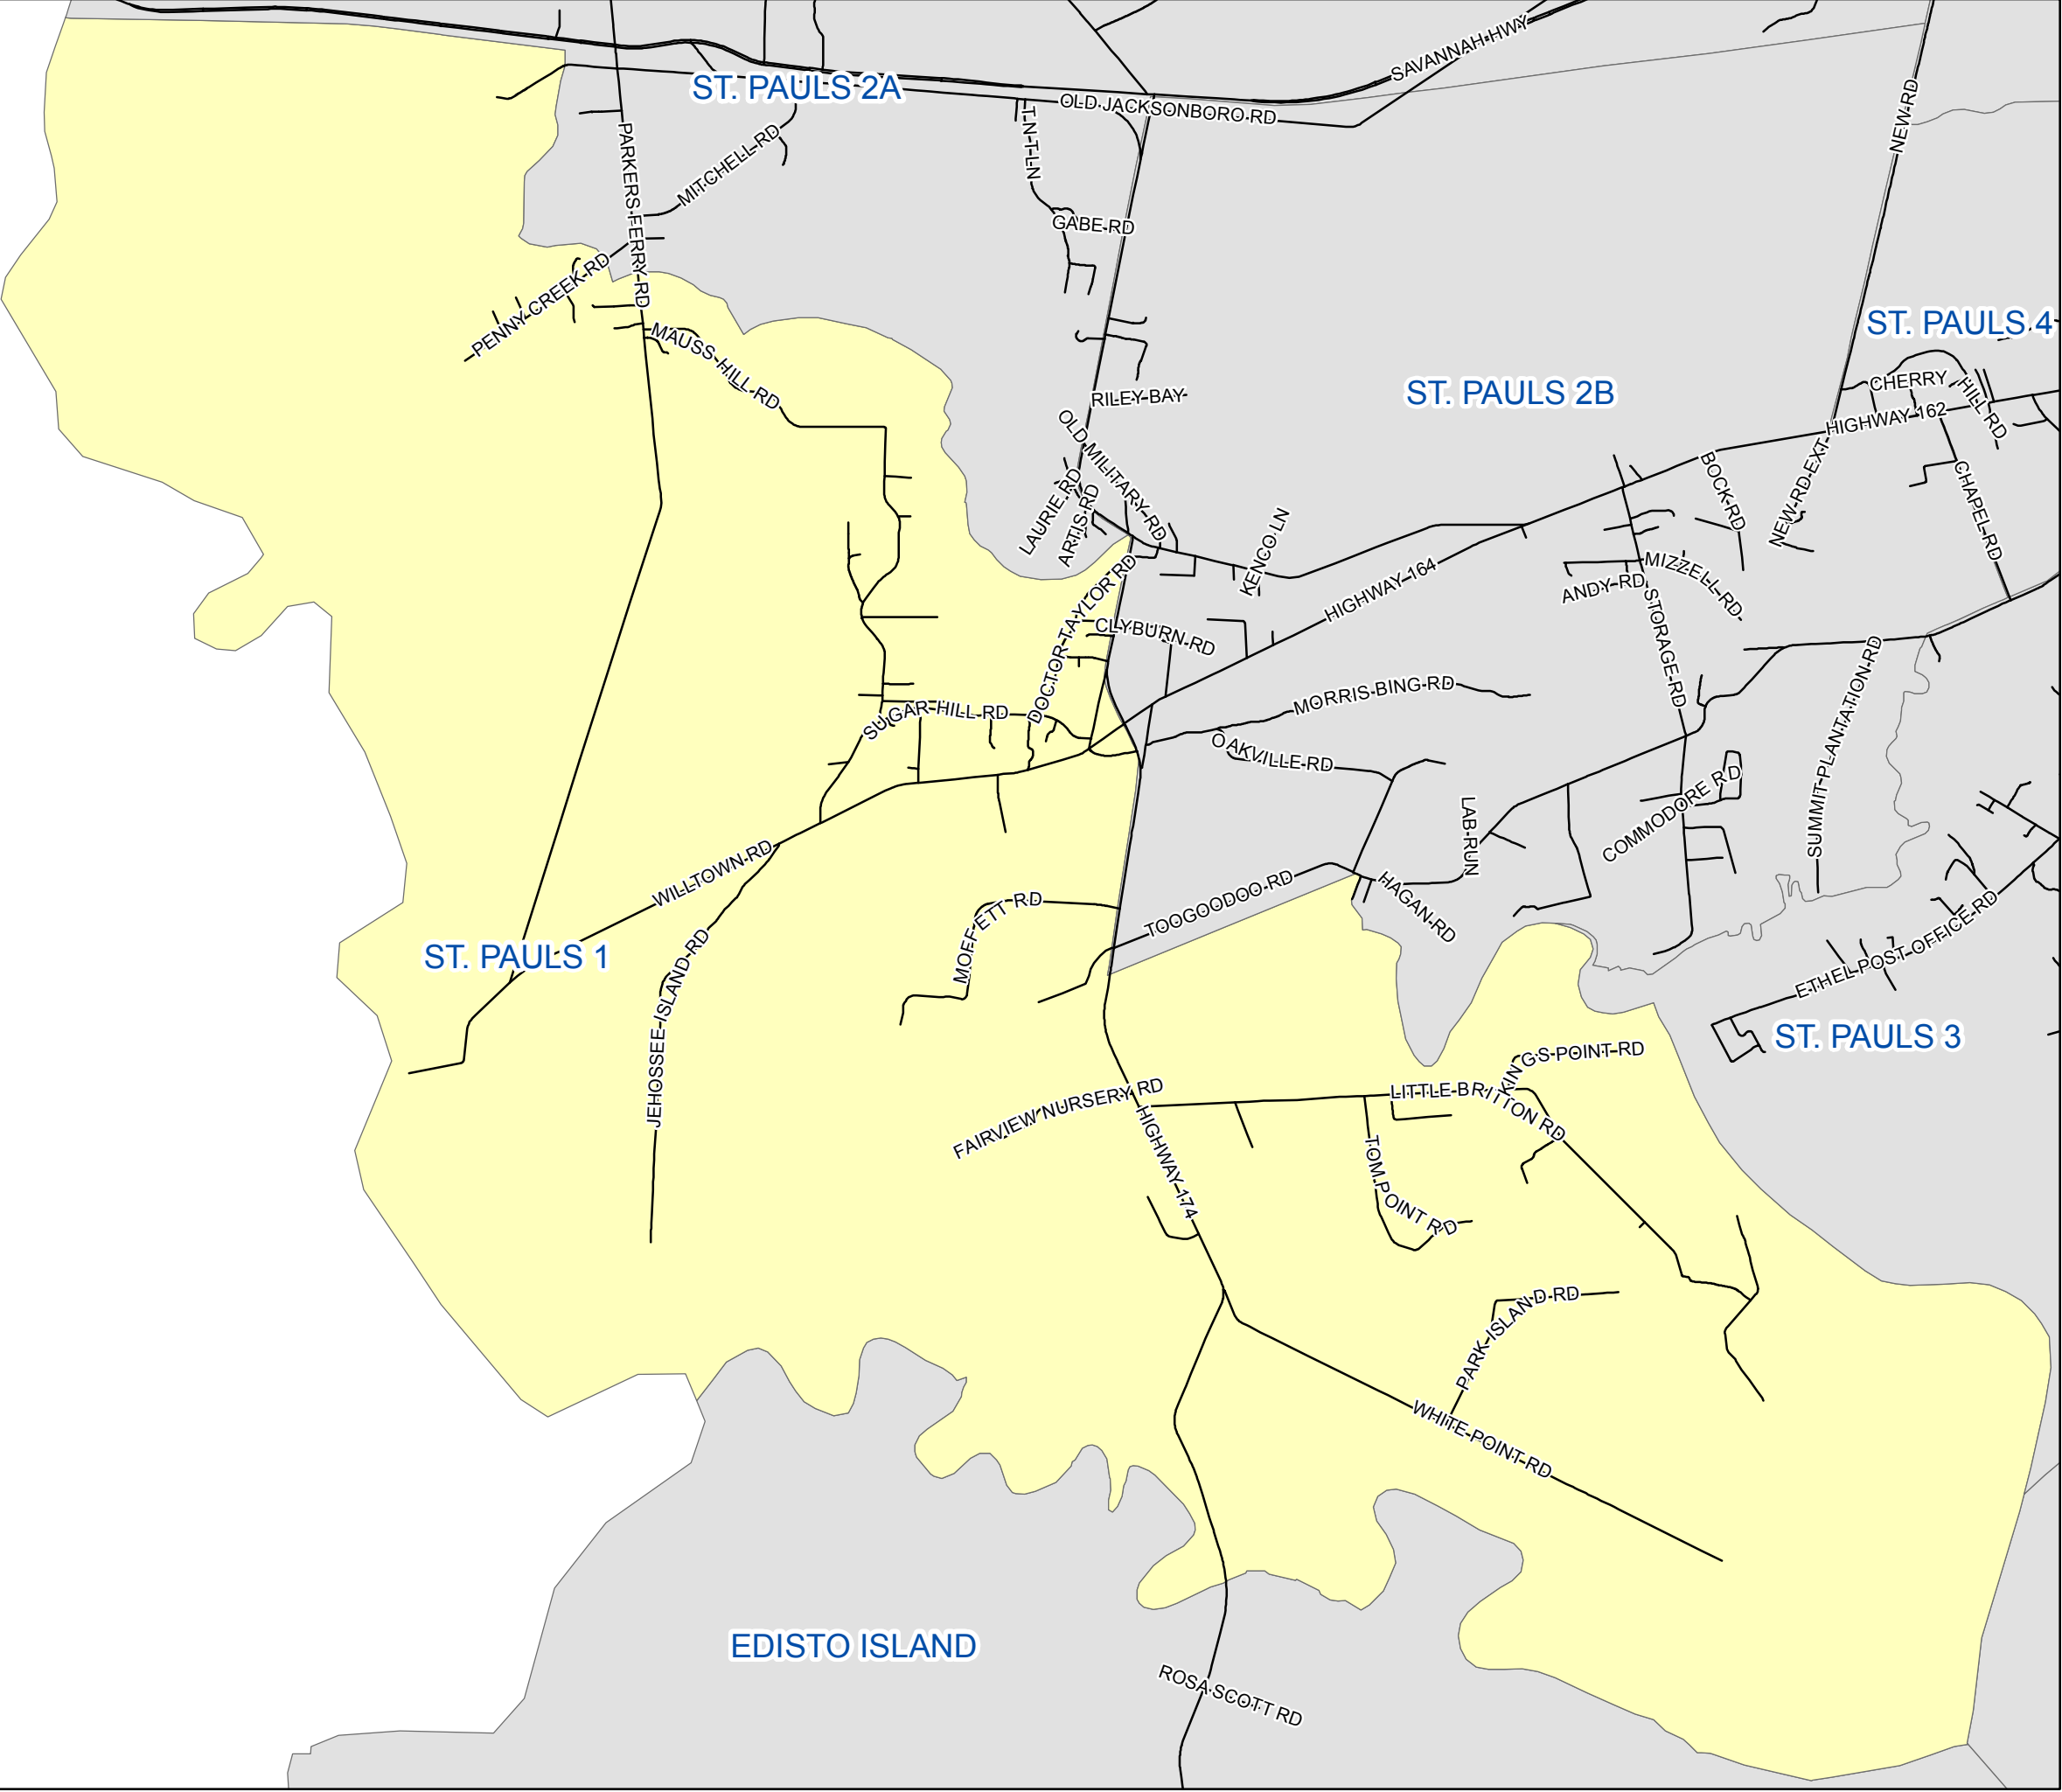 SAVANNAH HWY
ST. PAULS 2A
OLD JACKSONBORO RD
NEW RD
T N T LN
PARKERS FERRY RD
MITCHELL RD
GABE RD
PENNY CREEK RD
ST. PAULS 4
MAUSS HILL RD
CHERRY HILL RD
ST. PAULS 2B
RILEY BAY
HIGHWAY 162
OLD MILITARY RD
NEW RD EXT
BOCK RD
CHAPEL RD
LAURIE RD
ARTIS RD
KENCO LN
HIGHWAY 164
ANDY RD
MIZZELL RD
DOCTOR TAYLOR RD
CLYBURN RD
STORAGE RD
SUMMIT PLANTATION RD
MORRIS BING RD
SUGAR HILL RD
OAKVILLE RD
COMMODORE RD
LAB RUN
WILLTOWN RD
TOOGOODOO RD
HAGAN RD
MOFFETT RD
ETHEL POST OFFICE RD
ST. PAULS 1
JEHOSSEE ISLAND RD
ST. PAULS 3
KINGS POINT RD
LITTLE BRITTON RD
FAIRVIEW NURSERY RD
HIGHWAY 174
TOM POINT RD
PARK ISLAND RD
WHITE POINT RD
EDISTO ISLAND
ROSA SCOTT RD